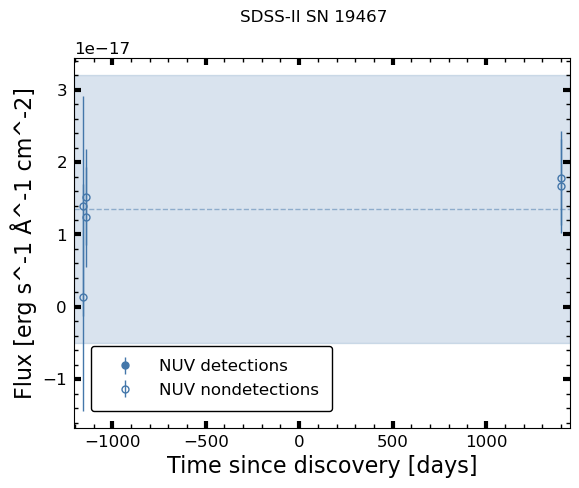 SDSS-II SN 19467
1e−17
3
2
1
0
−1
Flux [erg s^-1 Å^-1 cm^-2]
NUV detections
NUV nondetections
−1000 −500 0 500 1000
Time since discovery [days]